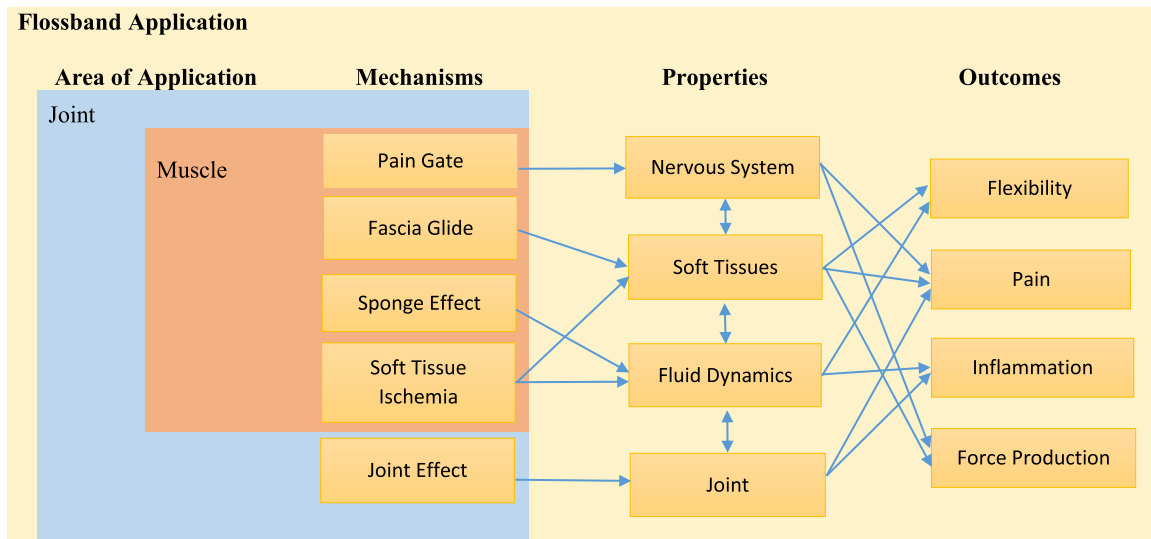 Flossband Application
Area of Application
Mechanisms
Properties
Outcomes
Joint
Muscle
Pain Gate
Fascia Glide
Sponge Effect
Soft Tissue
Ischemia
Joint Effect
Nervous System
Soft Tissues
Fluid Dynamics
Joint
Flexibility
Pain
Inflammation
Force Production